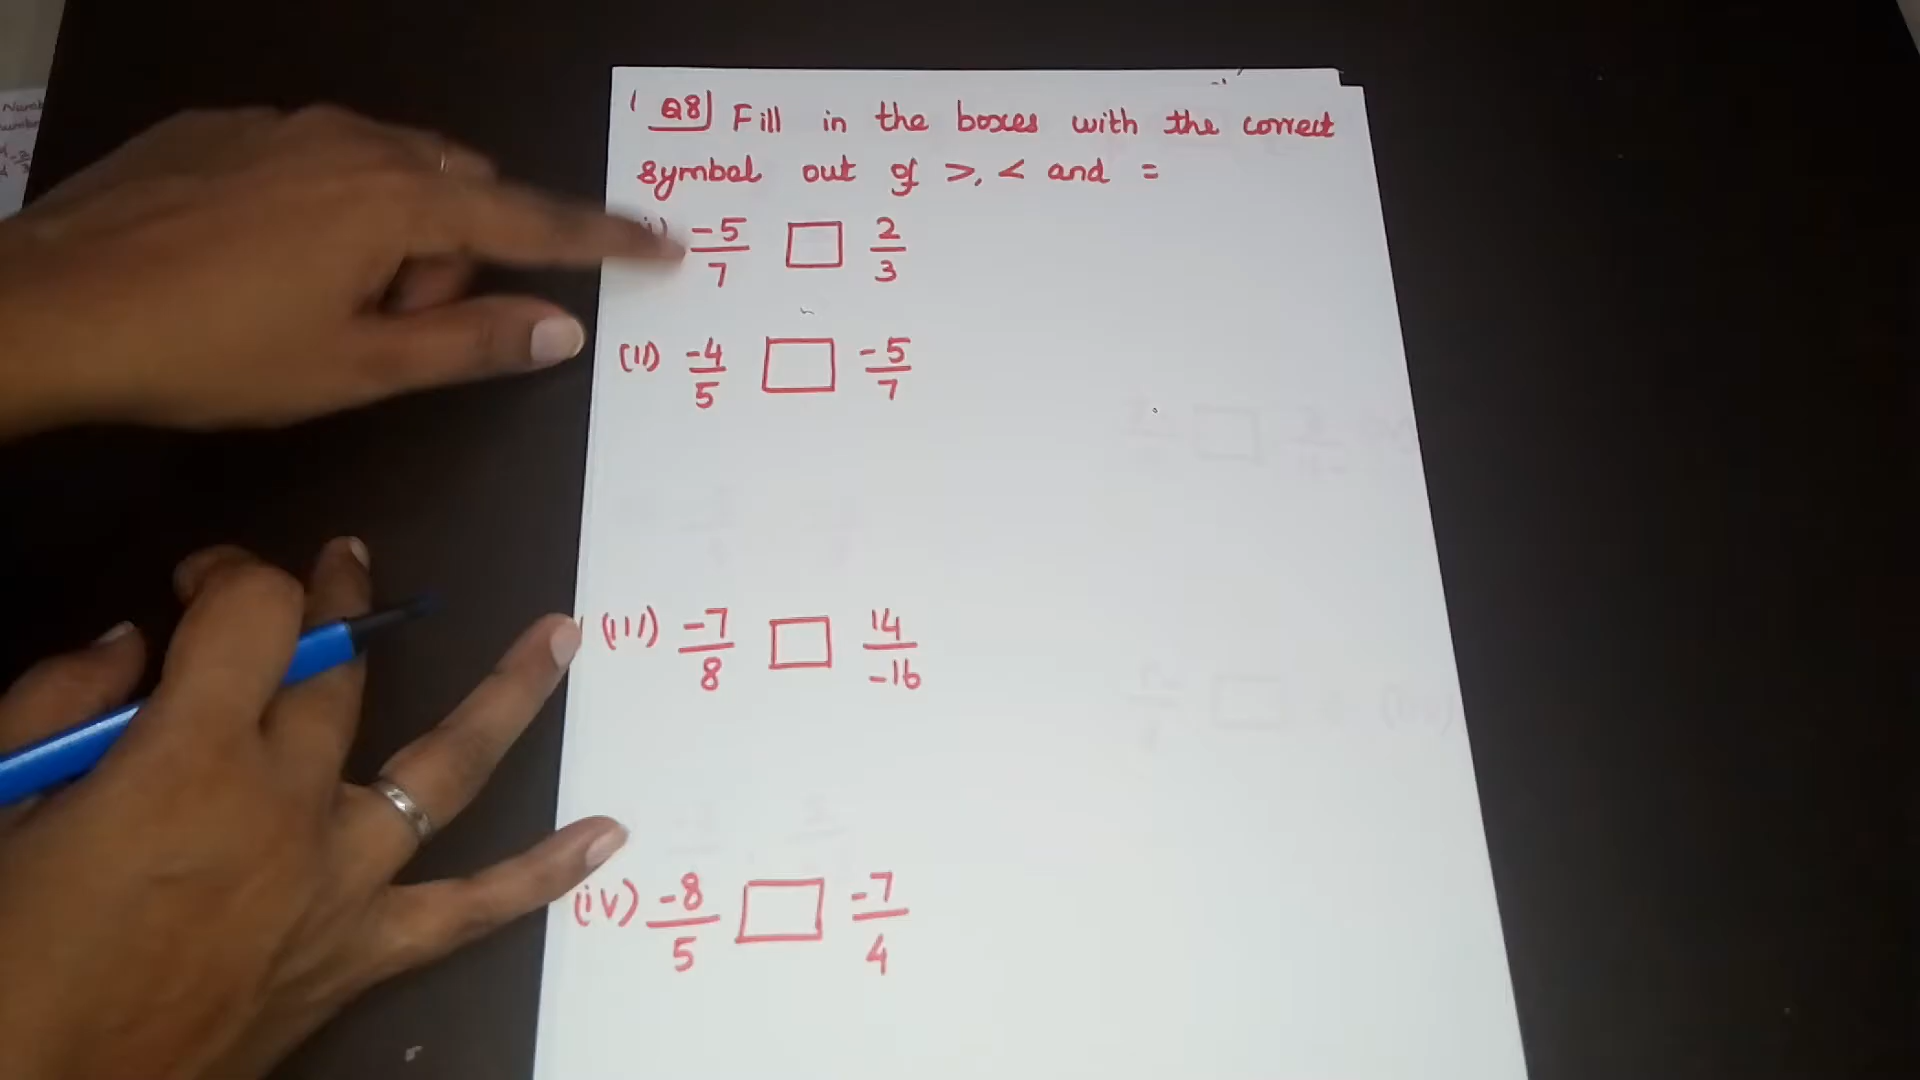 Q8] Fill in the boxes with the correct
symbol out of >, < and =
(i) -5/7 □ 2/3
(ii) -4/5 □ -5/7
(iii) -7/8 □ 14/-16
(iv) -8/5 □ -7/4